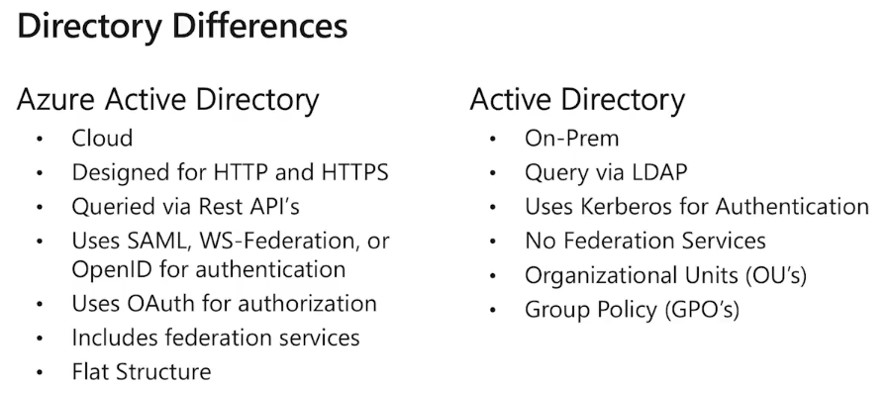 Directory Differences
Azure Active Directory
• Cloud
• Designed for HTTP and HTTPS
• Queried via Rest API's
• Uses SAML, WS-Federation, or
OpenID for authentication
• Uses OAuth for authorization
• Includes federation services
• Flat Structure
Active Directory
• On-Prem
• Query via LDAP
• Uses Kerberos for Authentication
• No Federation Services
• Organizational Units (OU's)
• Group Policy (GPO's)